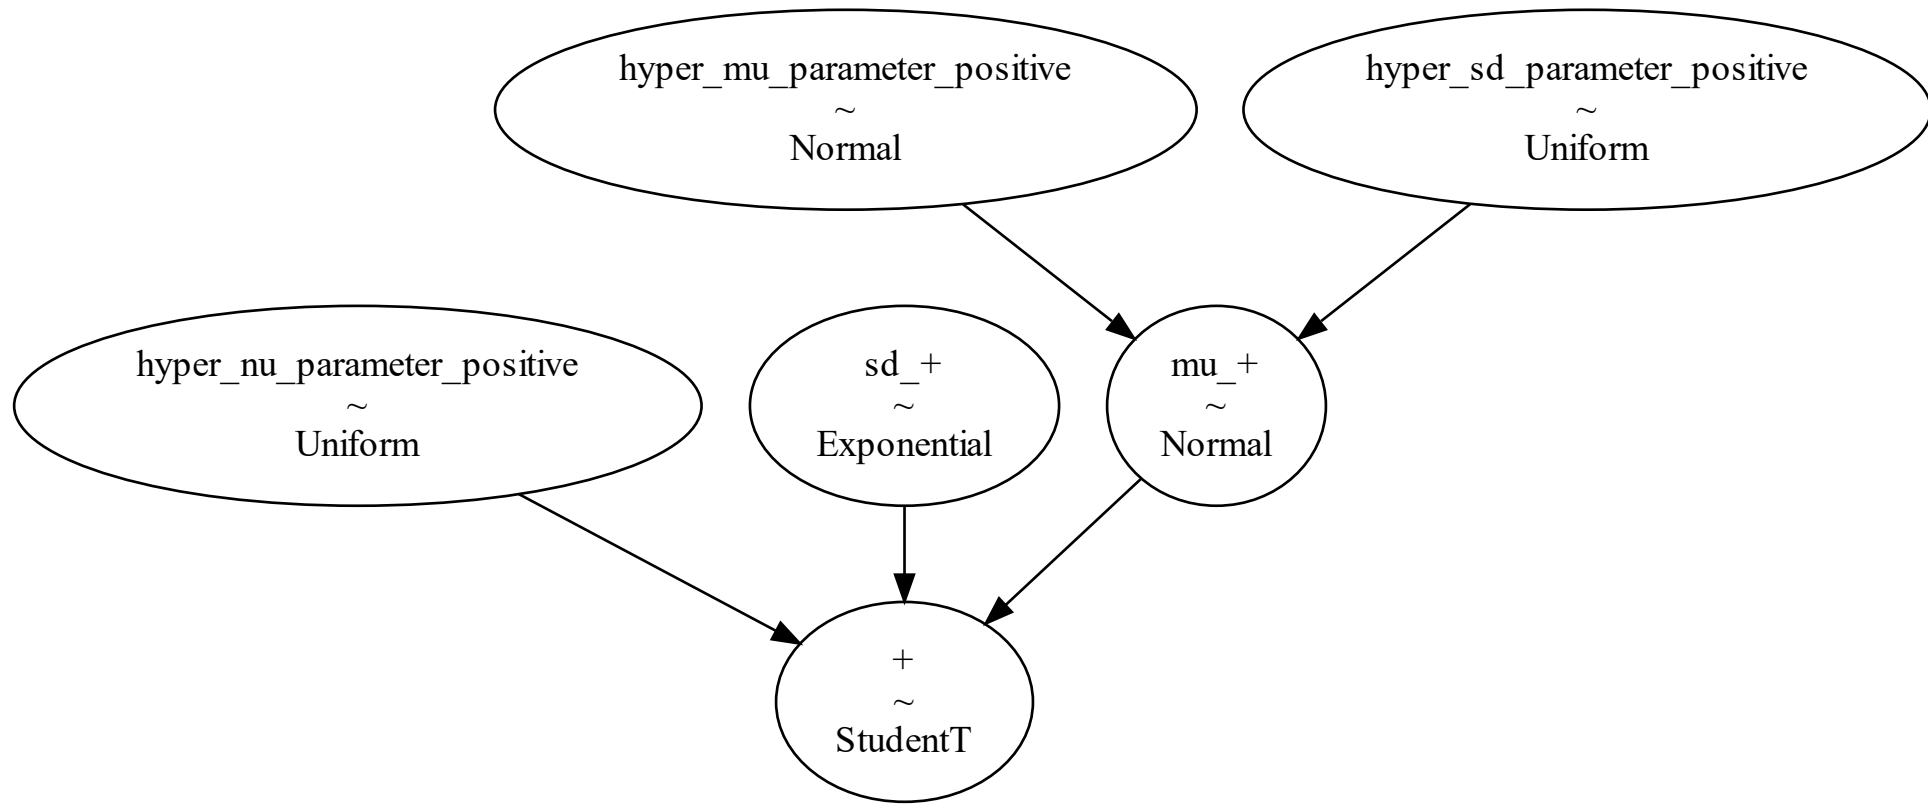 hyper_mu_parameter_positive
~
Normal
hyper_sd_parameter_positive
~
Uniform
hyper_nu_parameter_positive
~
Uniform
sd_+
~
Exponential
mu_+
~
Normal
+
~
StudentT